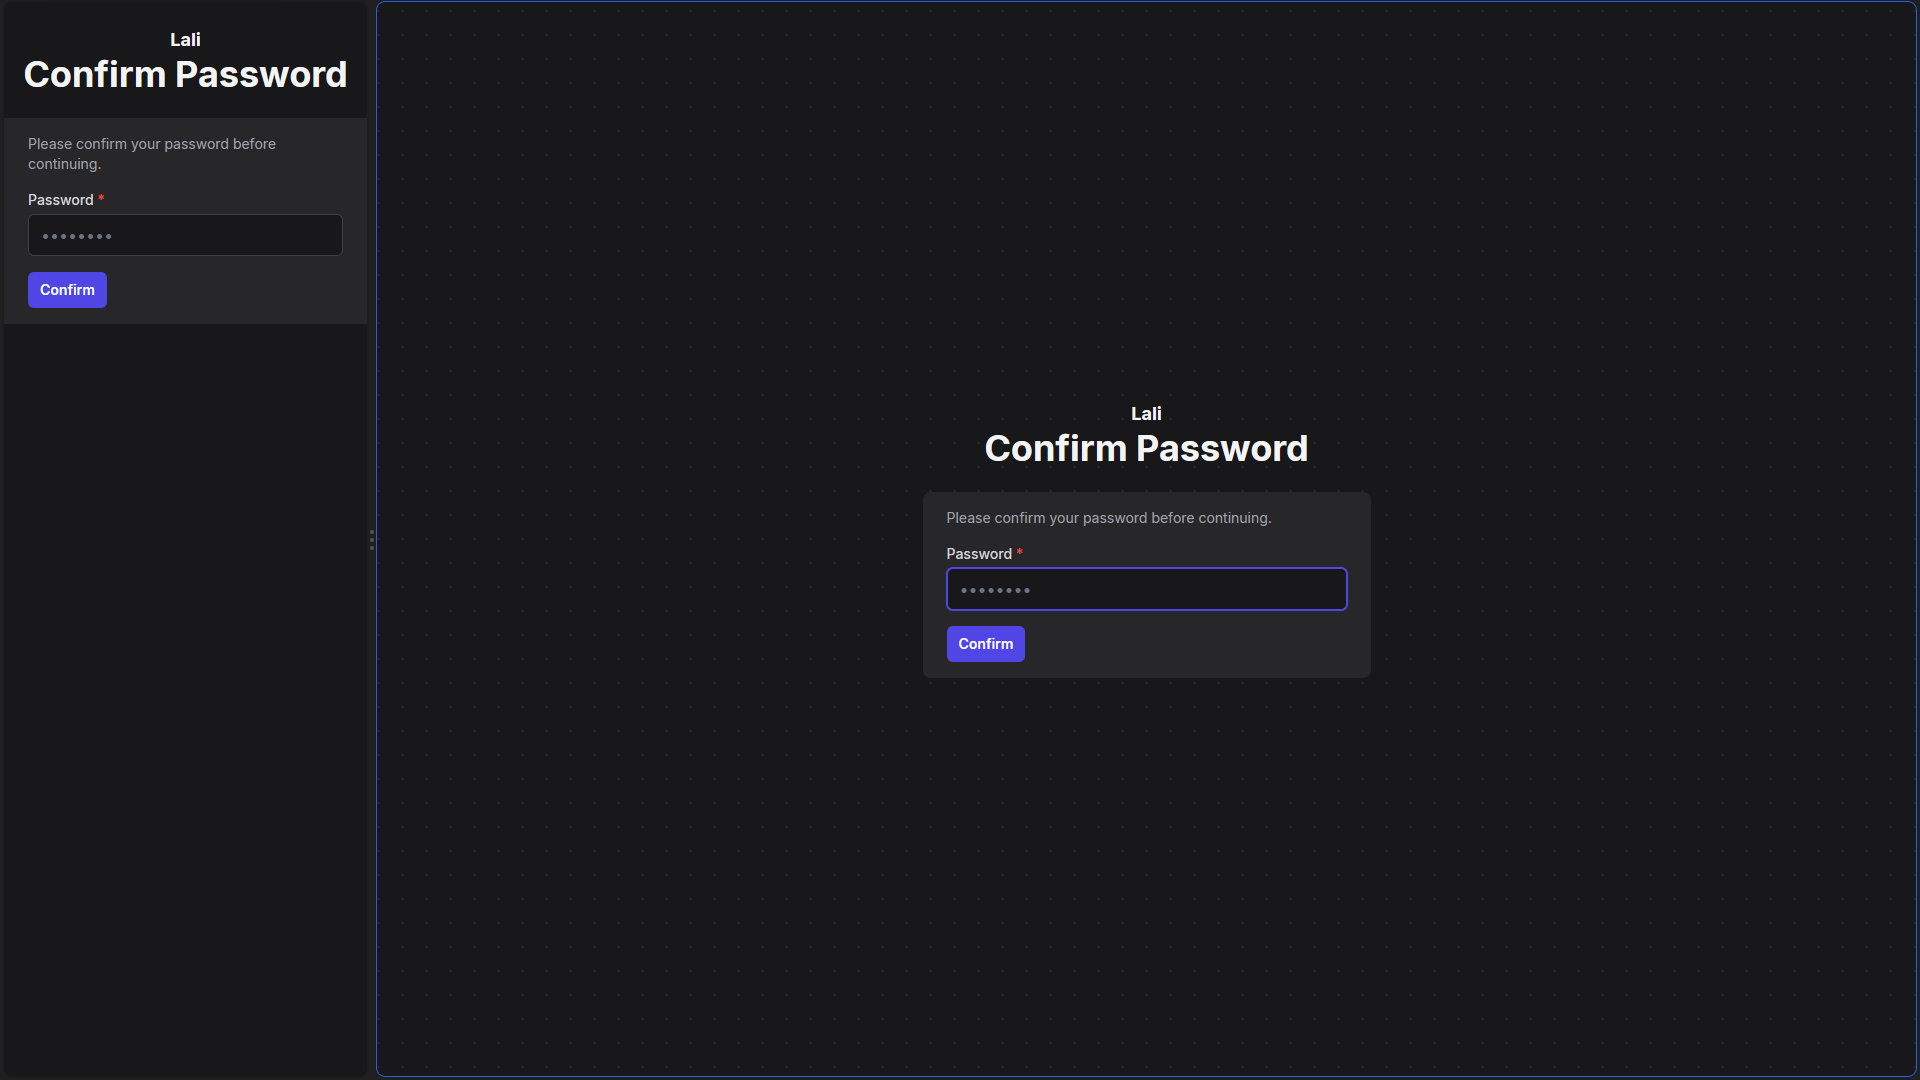 Lali
Confirm Password
Please confirm your password before
continuing.
Password *
••••••••
Confirm
Lali
Confirm Password
Please confirm your password before continuing.
Password *
••••••••
Confirm